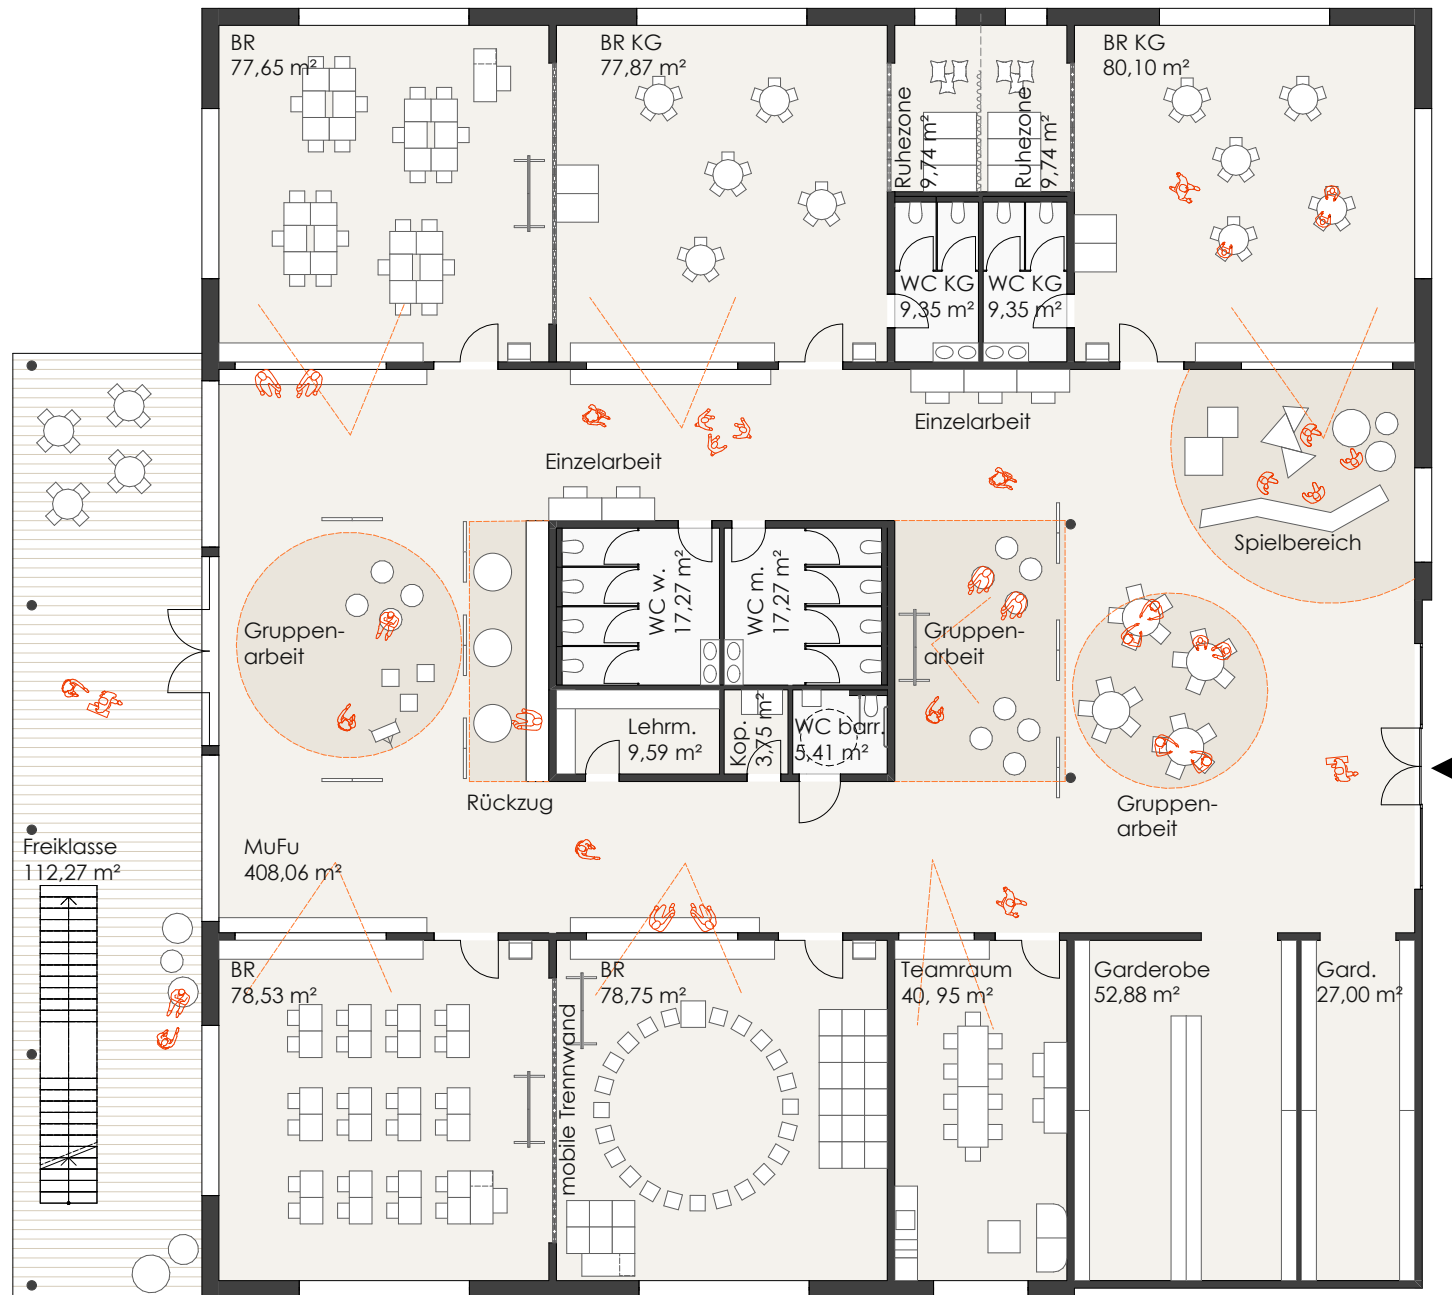 BR
77,65 m²
BR KG
77,87 m²
Ruhezone
9,74 m²
Ruhezone
9,74 m²
BR KG
80,10 m²
WC KG
9,35 m²
WC KG
9,35 m²
Einzelarbeit
Einzelarbeit
Spielbereich
WC w.
17,27 m²
WC m.
17,27 m²
Gruppen-
arbeit
Gruppen-
arbeit
Lehrm.
9,59 m²
Kop.
3,75 m²
WC barr.
5,41 m²
Rückzug
Gruppen-
arbeit
Freiklasse
112,27 m²
MuFu
408,06 m²
BR
78,53 m²
mobile Trennwand
BR
78,75 m²
Teamraum
40, 95 m²
Garderobe
52,88 m²
Gard.
27,00 m²